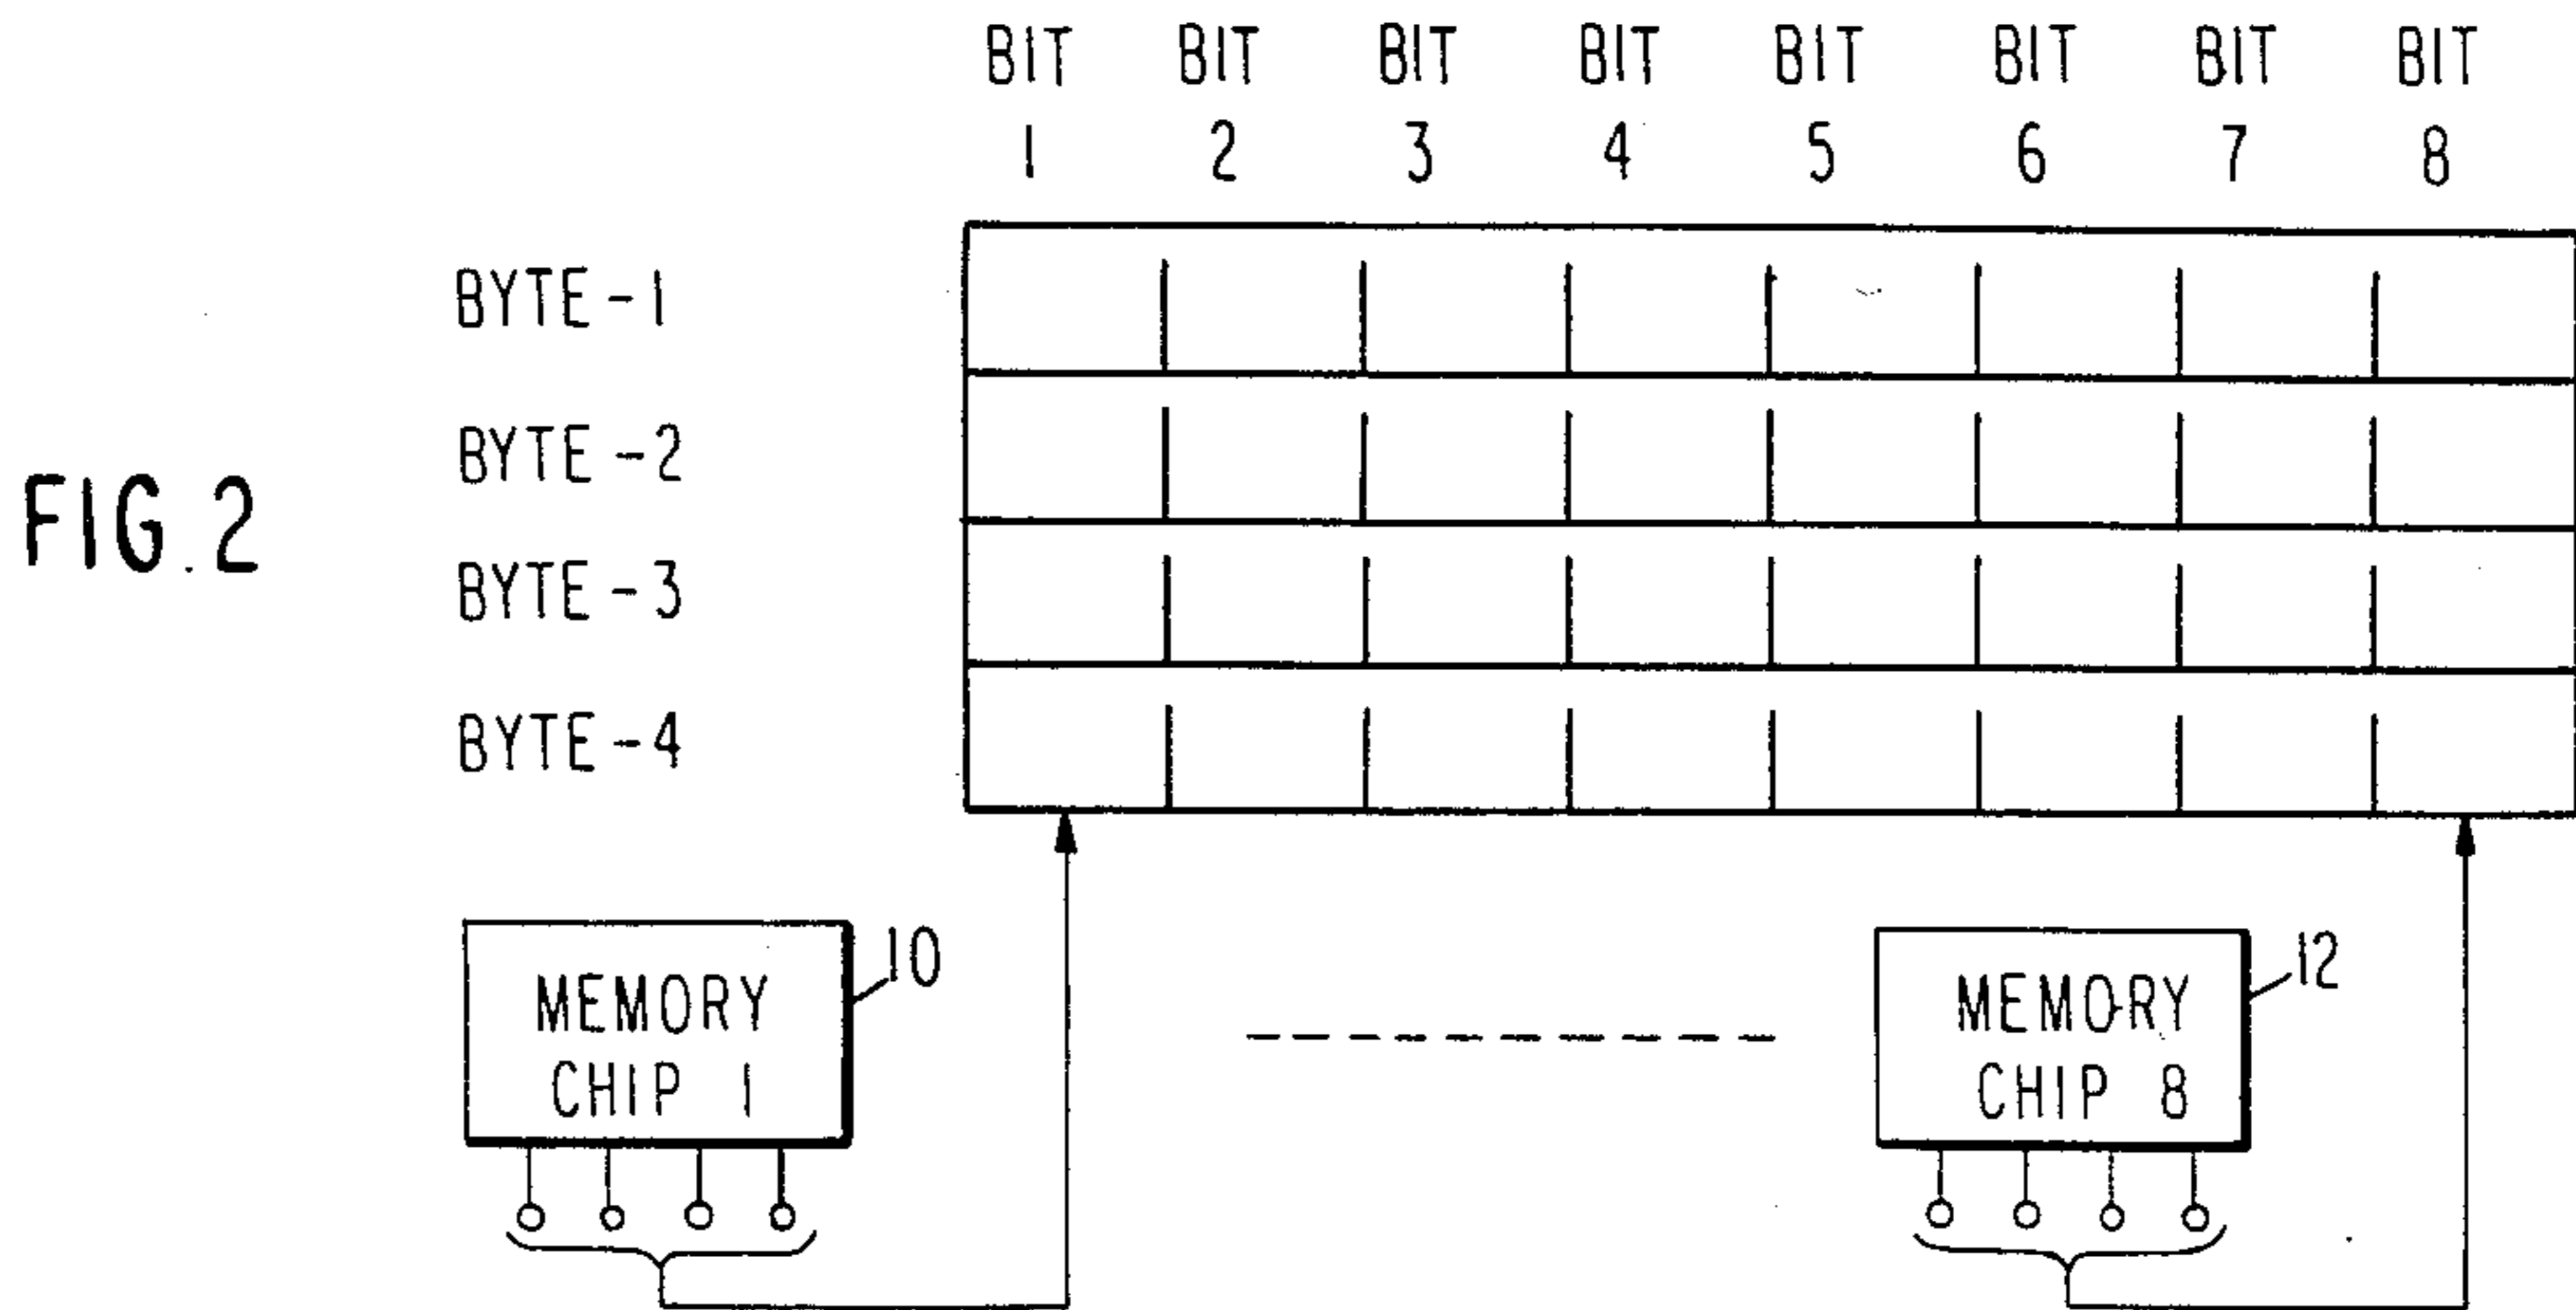 BIT BIT BIT BIT BIT BIT BIT BIT
1 2 3 4 5 6 7 8
BYTE-1
BYTE-2
FIG.2
BYTE-3
BYTE-4
10
12
MEMORY
CHIP 1
MEMORY
CHIP 8